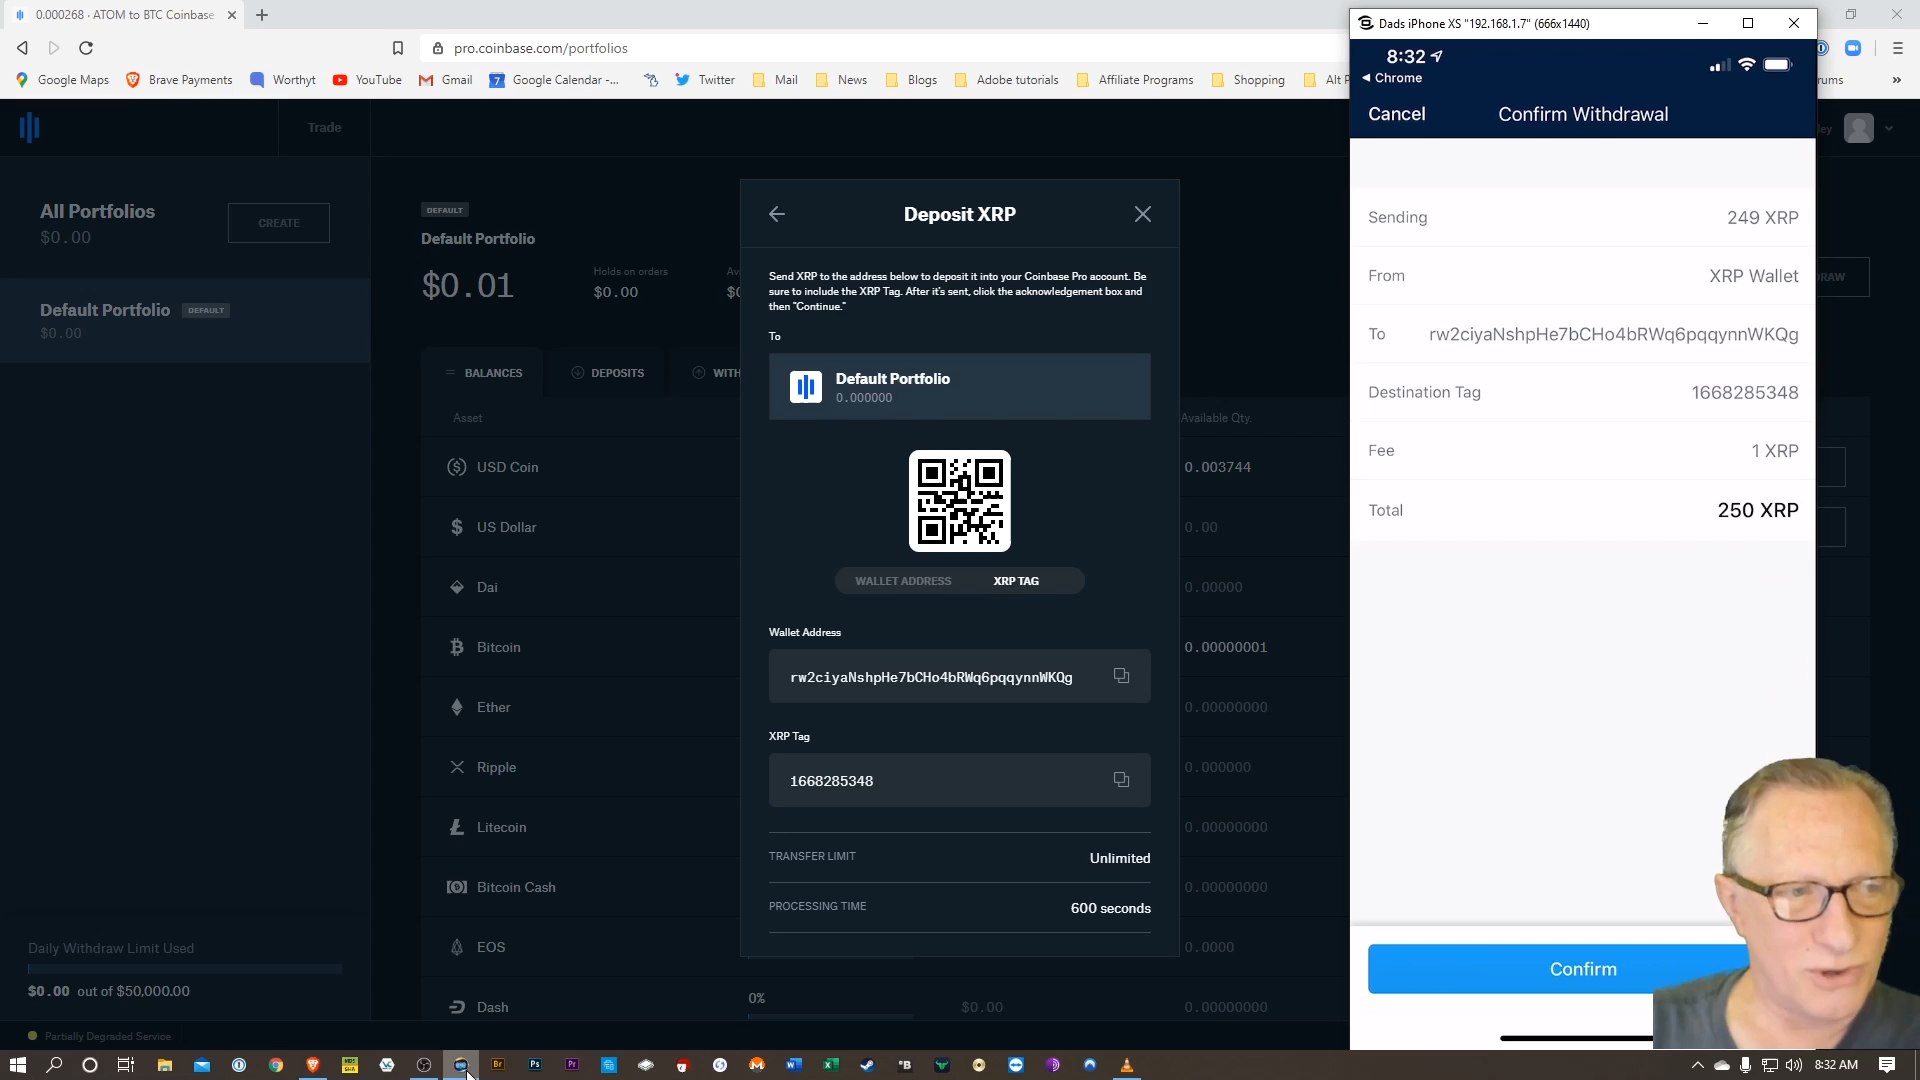 0.000268 · ATOM to BTC Coinbase
pro.coinbase.com/portfolios
Google Maps
Brave Payments
Worthyt
YouTube
Gmail
7
Google Calendar -...
Twitter
Mail
News
Blogs
Adobe tutorials
Affiliate Programs
Shopping
Alt P
rums
»
Trade
ley
All Portfolios
$0.00
CREATE
Default Portfolio DEFAULT
$0.00
DEFAULT
Default Portfolio
$0.01
Holds on orders
$0.00
RAW
BALANCES
DEPOSITS
WITH
Asset
Available Qty.
USD Coin
0.003744
US Dollar
0.00
Dai
0.00000
Bitcoin
0.00000001
Ether
0.00000000
Ripple
0.000000
Litecoin
0.00000000
Bitcoin Cash
0.00000000
EOS
0.0000
Dash
0%
$0.00
0.00000000
Daily Withdraw Limit Used
$0.00 out of $50,000.00
Partially Degraded Service
Deposit XRP
Send XRP to the address below to deposit it into your Coinbase Pro account. Be
sure to include the XRP Tag. After it's sent, click the acknowledgement box and
then "Continue."
To
Default Portfolio
0.000000
WALLET ADDRESS
XRP TAG
Wallet Address
rw2ciyaNshpHe7bCHo4bRWq6pqqynnWKQg
XRP Tag
1668285348
TRANSFER LIMIT
Unlimited
PROCESSING TIME
600 seconds
Dads iPhone XS "192.168.1.7" (666x1440)
8:32
Chrome
Cancel
Confirm Withdrawal
Sending
249 XRP
From
XRP Wallet
To
rw2ciyaNshpHe7bCHo4bRWq6pqqynnWKQg
Destination Tag
1668285348
Fee
1 XRP
Total
250 XRP
Confirm
Br
Ps
Pr
8:32 AM